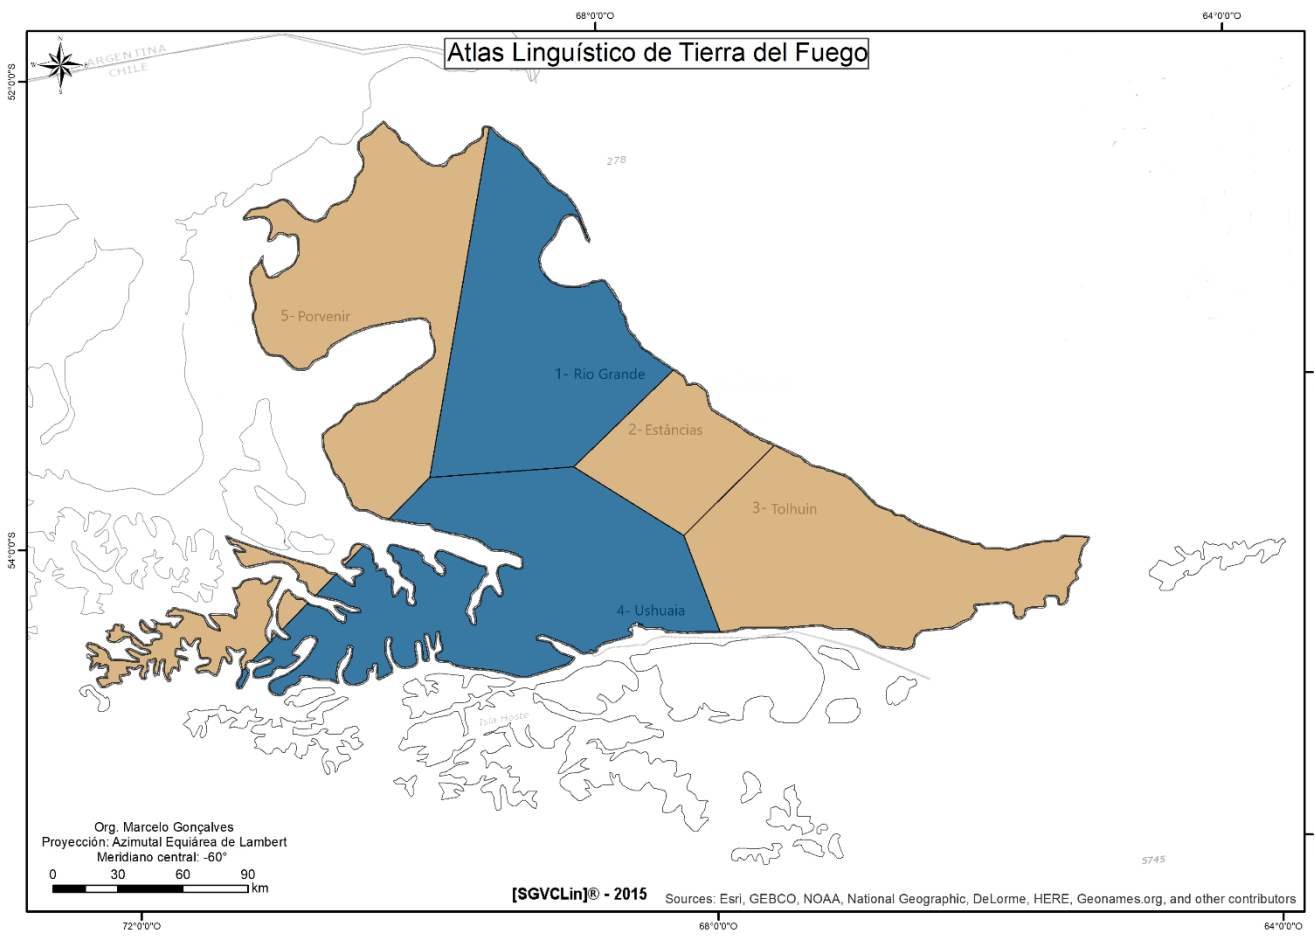 68°0'0"O
64°0'0"O
Atlas Linguístico de Tierra del Fuego
ARGENTINA
CHILE
52°0'0"S
278
5- Porvenir
1- Rio Grande
2- Estâncias
3- Tolhuin
54°0'0"S
4- Ushuaia
Isla Hoste
Org. Marcelo Gonçalves
Proyección: Azimutal Equiárea de Lambert
Meridiano central: -60°
0 30 60 90
km
5745
[SGVCLin]® - 2015
Sources: Esri, GEBCO, NOAA, National Geographic, DeLorme, HERE, Geonames.org, and other contributors
72°0'0"O
68°0'0"O
64°0'0"O